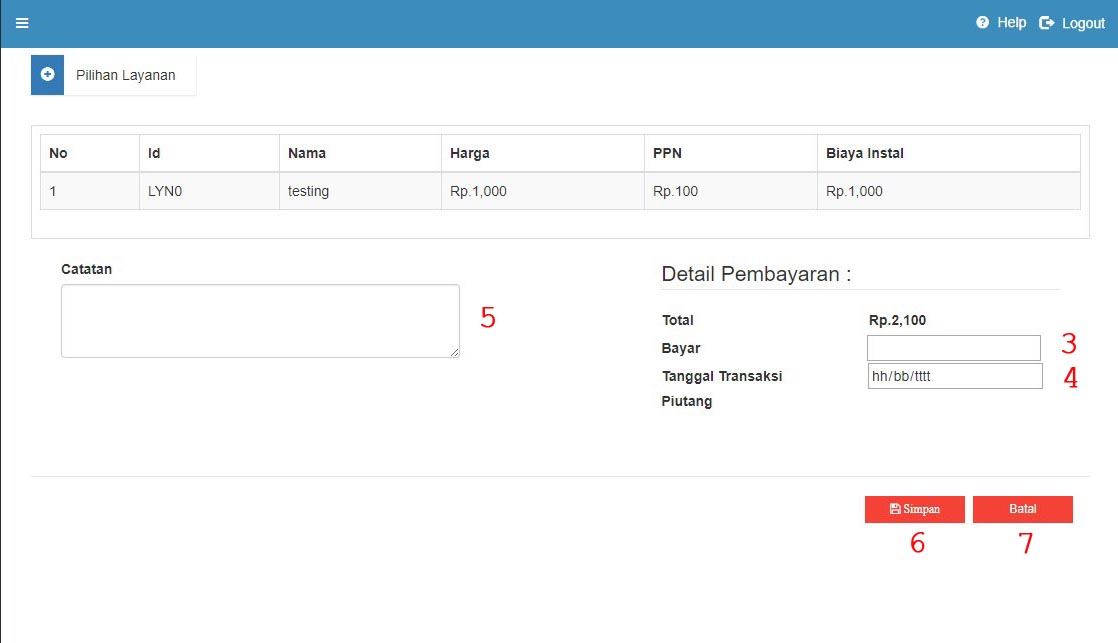 Help Logout
Pilihan Layanan
No Id Nama Harga PPN Biaya Instal
1 LYN0 testing Rp.1,000 Rp.100 Rp.1,000
Catatan
5
Detail Pembayaran :
Total Rp.2,100
Bayar 3
Tanggal Transaksi hh/bb/tttt 4
Piutang
Simpan Batal
6 7